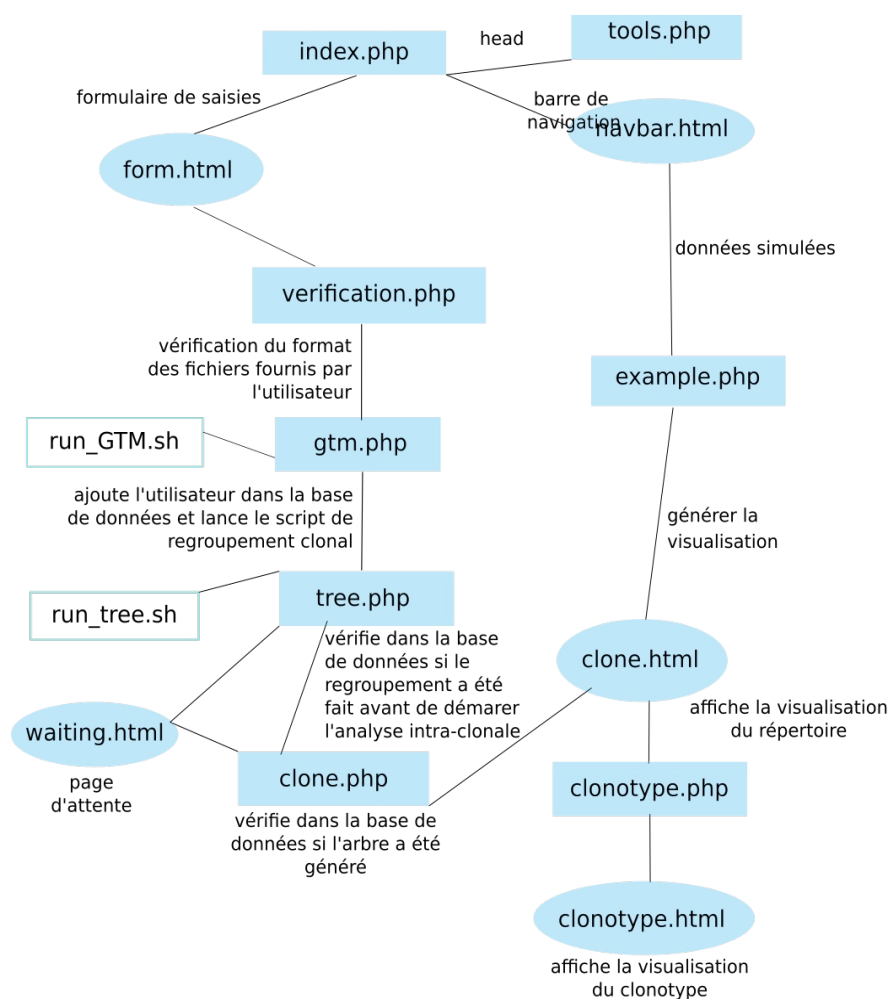 index.php
head
tools.php
formulaire de saisies
barre de
navigation
navbar.html
form.html
données simulées
verification.php
vérification du format
des fichiers fournis par
l'utilisateur
example.php
run_GTM.sh
gtm.php
ajoute l'utilisateur dans la base
de données et lance le script de
regroupement clonal
générer la
visualisation
run_tree.sh
tree.php
vérifie dans la base
de données si le
regroupement a été
fait avant de démarer
l'analyse intra-clonale
clone.html
affiche la visualisation
du répertoire
waiting.html
page
d'attente
clone.php
vérifie dans la base de
données si l'arbre a été
généré
clonotype.php
clonotype.html
affiche la visualisation
du clonotype